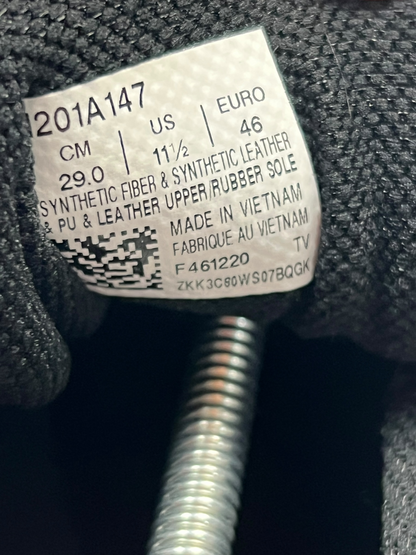 1201A147
CM | US | EURO
29.0 | 11½ | 46
SYNTHETIC FIBER & SYNTHETIC LEATHER
& PU & LEATHER UPPER/RUBBER SOLE
MADE IN VIETNAM
FABRIQUE AU VIETNAM
F461220 TV
ZKK3C80WS07BQGK